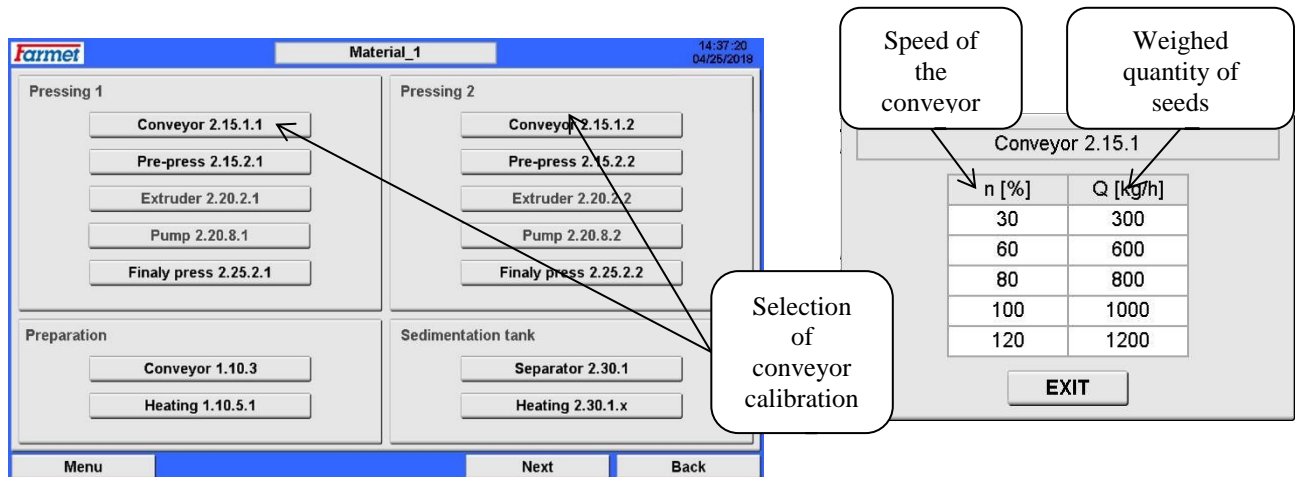 Farmet
Material_1
14:37:20
04/25/2018
Pressing 1
Conveyor 2.15.1.1
Pre-press 2.15.2.1
Extruder 2.20.2.1
Pump 2.20.8.1
Finaly press 2.25.2.1
Pressing 2
Conveyor 2.15.1.2
Pre-press 2.15.2.2
Extruder 2.20.2.2
Pump 2.20.8.2
Finaly press 2.25.2.2
Preparation
Conveyor 1.10.3
Heating 1.10.5.1
Sedimentation tank
Separator 2.30.1
Heating 2.30.1.x
Menu
Next
Back
Selection
of
conveyor
calibration
Speed of
the
conveyor
Weighed
quantity of
seeds
Conveyor 2.15.1
n [%] Q [kg/h]
30 300
60 600
80 800
100 1000
120 1200
EXIT